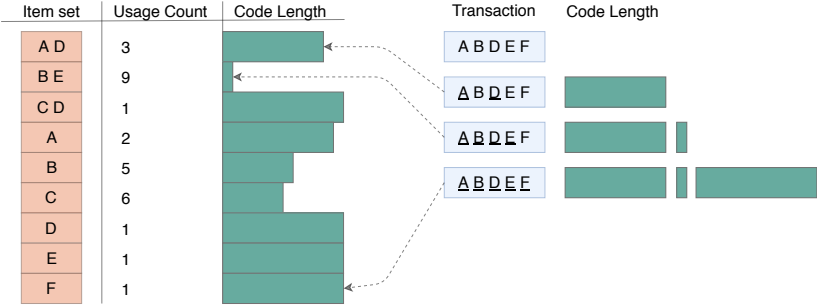 Item set Usage Count Code Length Transaction Code Length
A D 3 A B D E F
B E 9 A B D E F
C D 1
A 2 A B D E F
B 5 A B D E F
C 6
D 1
E 1
F 1